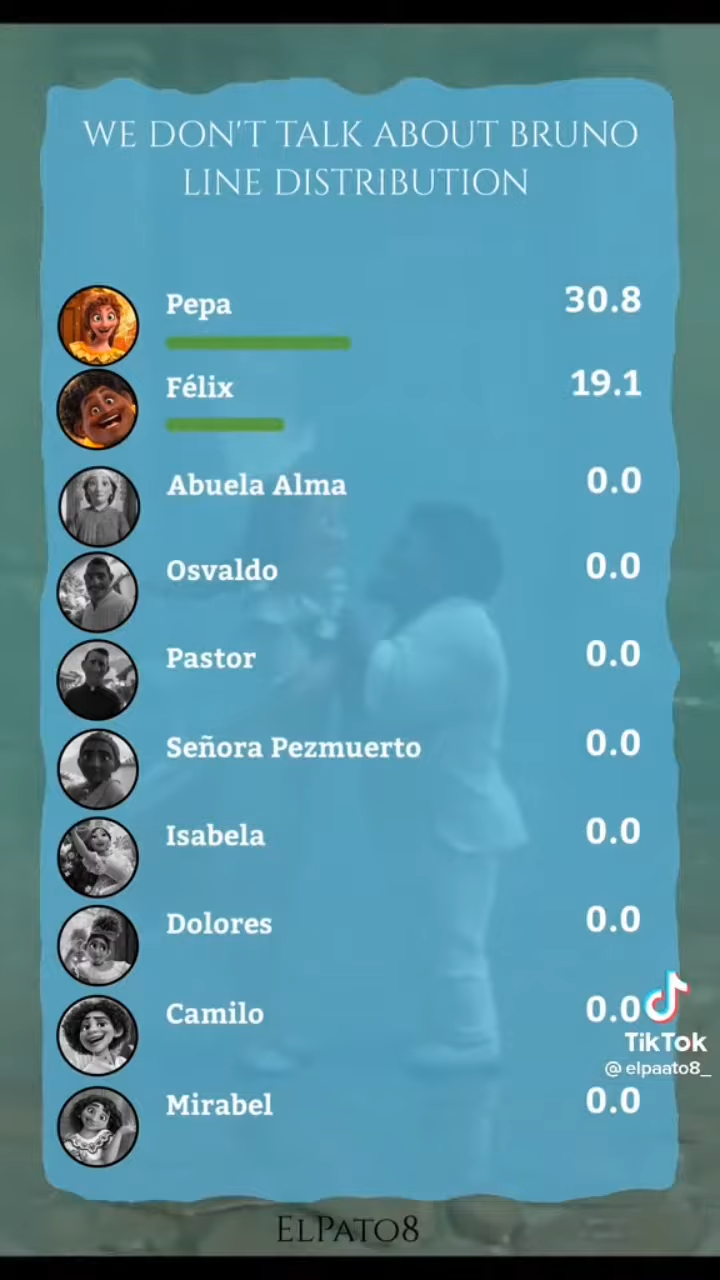 WE DON'T TALK ABOUT BRUNO
LINE DISTRIBUTION
Pepa 30.8
Félix 19.1
Abuela Alma 0.0
Osvaldo 0.0
Pastor 0.0
Señora Pezmuerto 0.0
Isabela 0.0
Dolores 0.0
Camilo 0.0
TikTok
@elpaato8_
Mirabel 0.0
ELPATO8